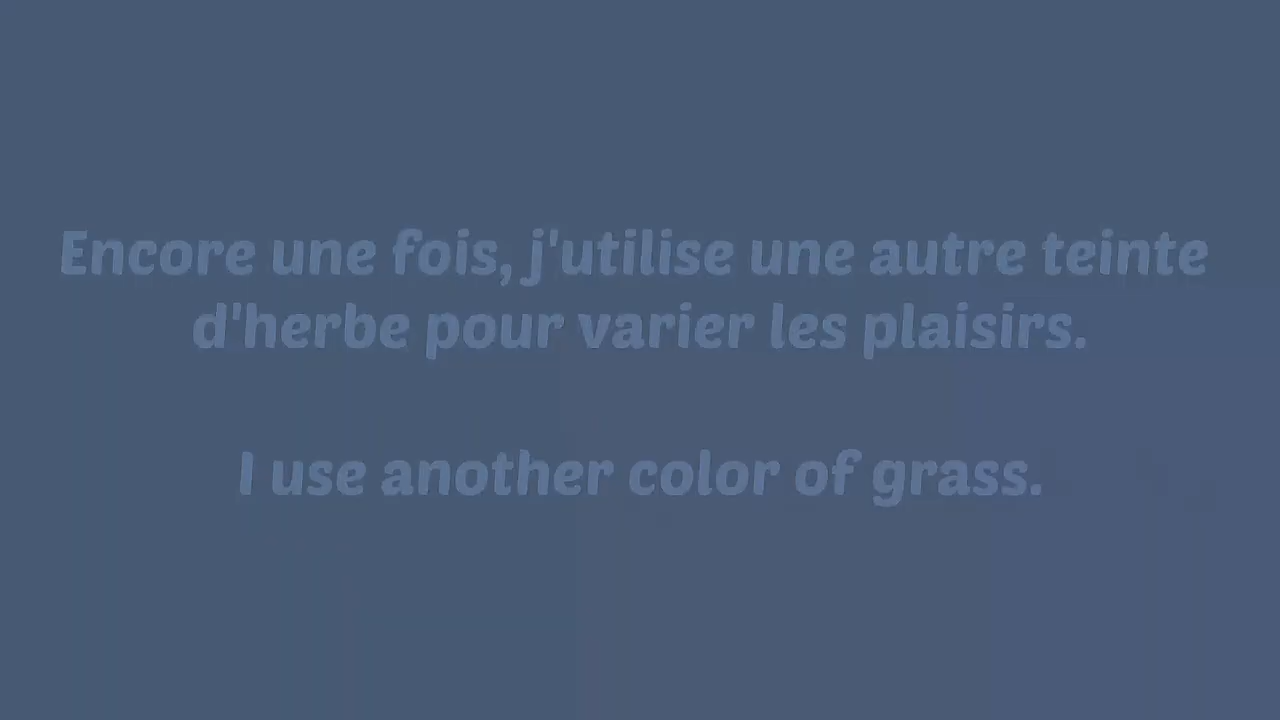 Encore une fois, j'utilise une autre teinte
d'herbe pour varier les plaisirs.
I use another color of grass.